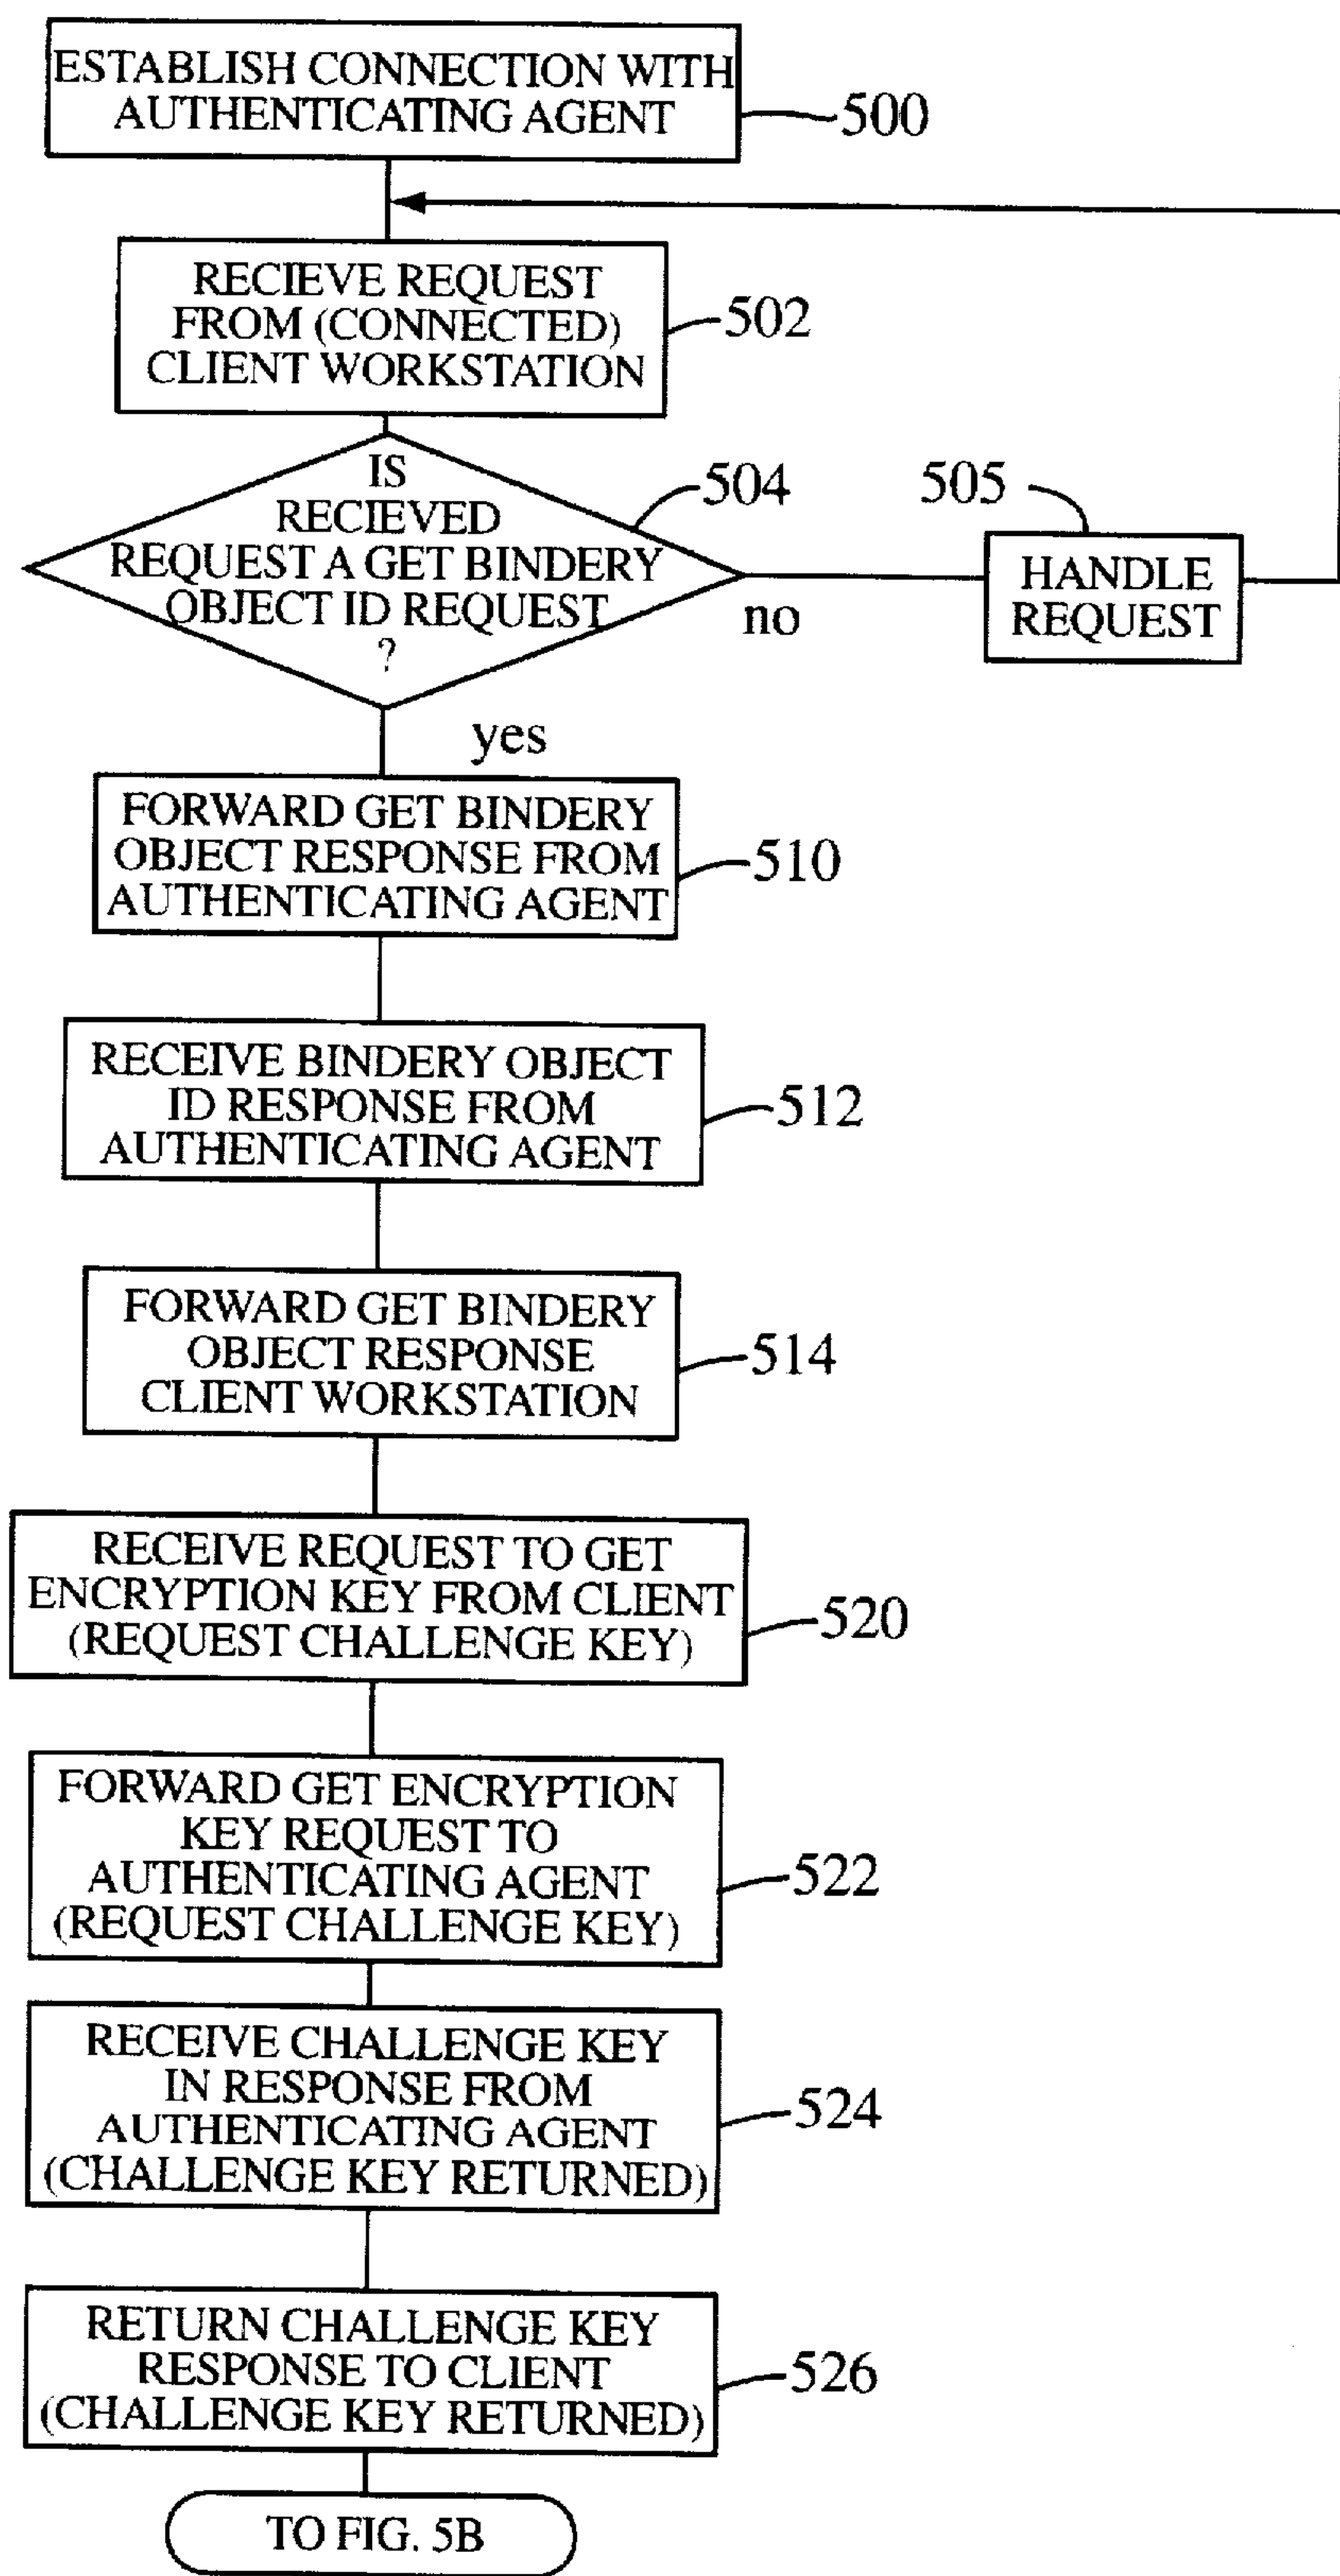 ESTABLISH CONNECTION WITH
AUTHENTICATING AGENT
500
RECIEVE REQUEST
FROM (CONNECTED)
CLIENT WORKSTATION
502
IS
RECIEVED
REQUEST A GET BINDERY
OBJECT ID REQUEST
?
504
no
505
HANDLE
REQUEST
yes
FORWARD GET BINDERY
OBJECT RESPONSE FROM
AUTHENTICATING AGENT
510
RECEIVE BINDERY OBJECT
ID RESPONSE FROM
AUTHENTICATING AGENT
512
FORWARD GET BINDERY
OBJECT RESPONSE
CLIENT WORKSTATION
514
RECEIVE REQUEST TO GET
ENCRYPTION KEY FROM CLIENT
(REQUEST CHALLENGE KEY)
520
FORWARD GET ENCRYPTION
KEY REQUEST TO
AUTHENTICATING AGENT
(REQUEST CHALLENGE KEY)
522
RECEIVE CHALLENGE KEY
IN RESPONSE FROM
AUTHENTICATING AGENT
(CHALLENGE KEY RETURNED)
524
RETURN CHALLENGE KEY
RESPONSE TO CLIENT
(CHALLENGE KEY RETURNED)
526
TO FIG. 5B